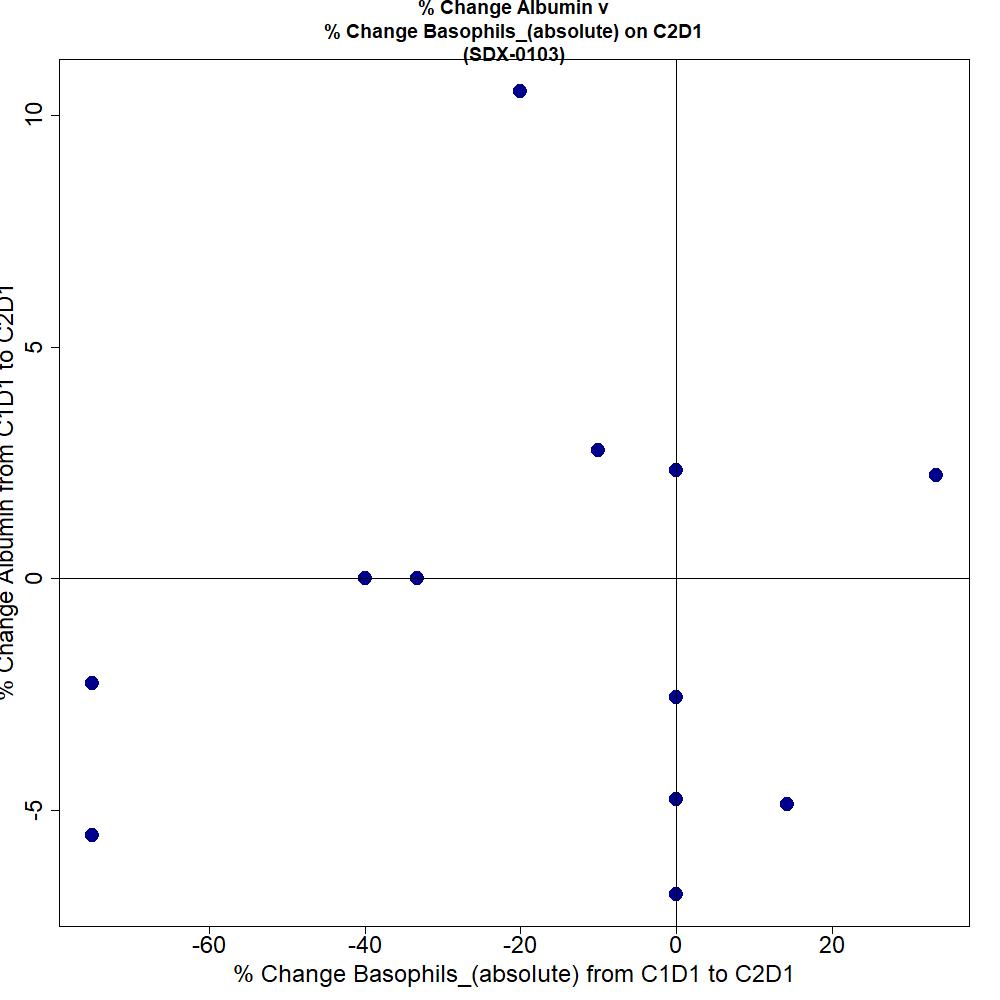 % Change Albumin v
% Change Basophils_(absolute) on C2D1
(SDX-0103)
% Change Albumin from C1D1 to C2D1
10
5
0
-5
-60
-40
-20
0
20
% Change Basophils_(absolute) from C1D1 to C2D1